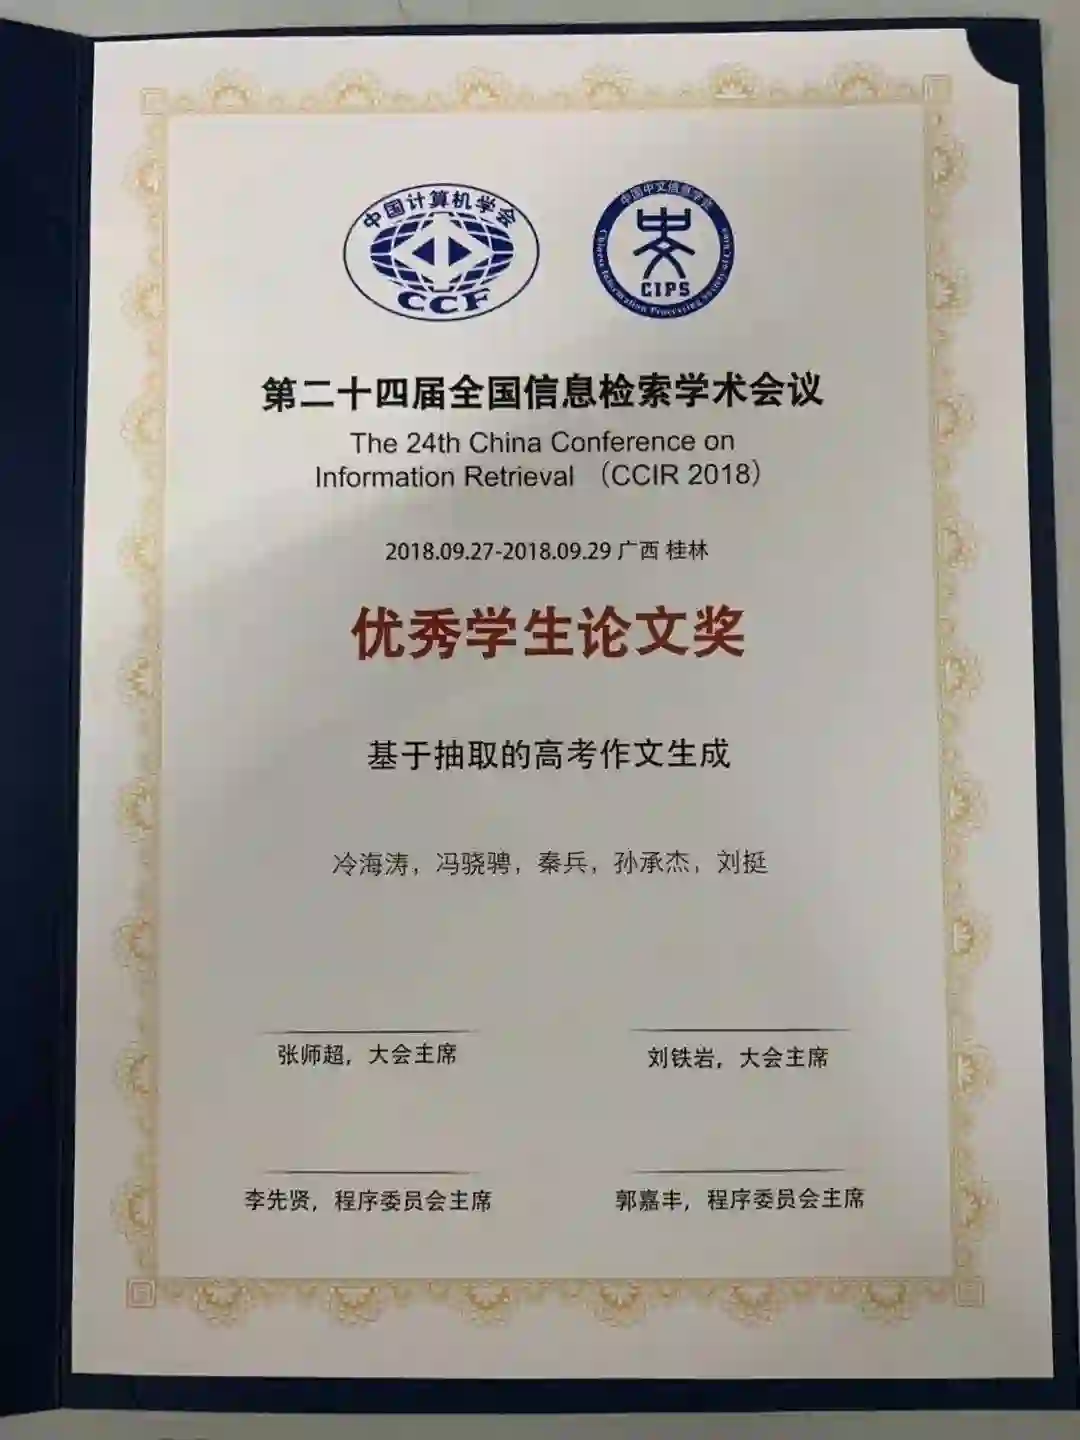 中国计算机学会
CCF
中国中文信息学会
CIPS
Chinese Information Processing Society of China
第二十四届全国信息检索学术会议
The 24th China Conference on
Information Retrieval （CCIR 2018）
2018.09.27-2018.09.29 广西 桂林
优秀学生论文奖
基于抽取的高考作文生成
冷海涛，冯骁骋，秦兵，孙承杰，刘挺
张师超，大会主席
刘铁岩，大会主席
李先贤，程序委员会主席
郭嘉丰，程序委员会主席